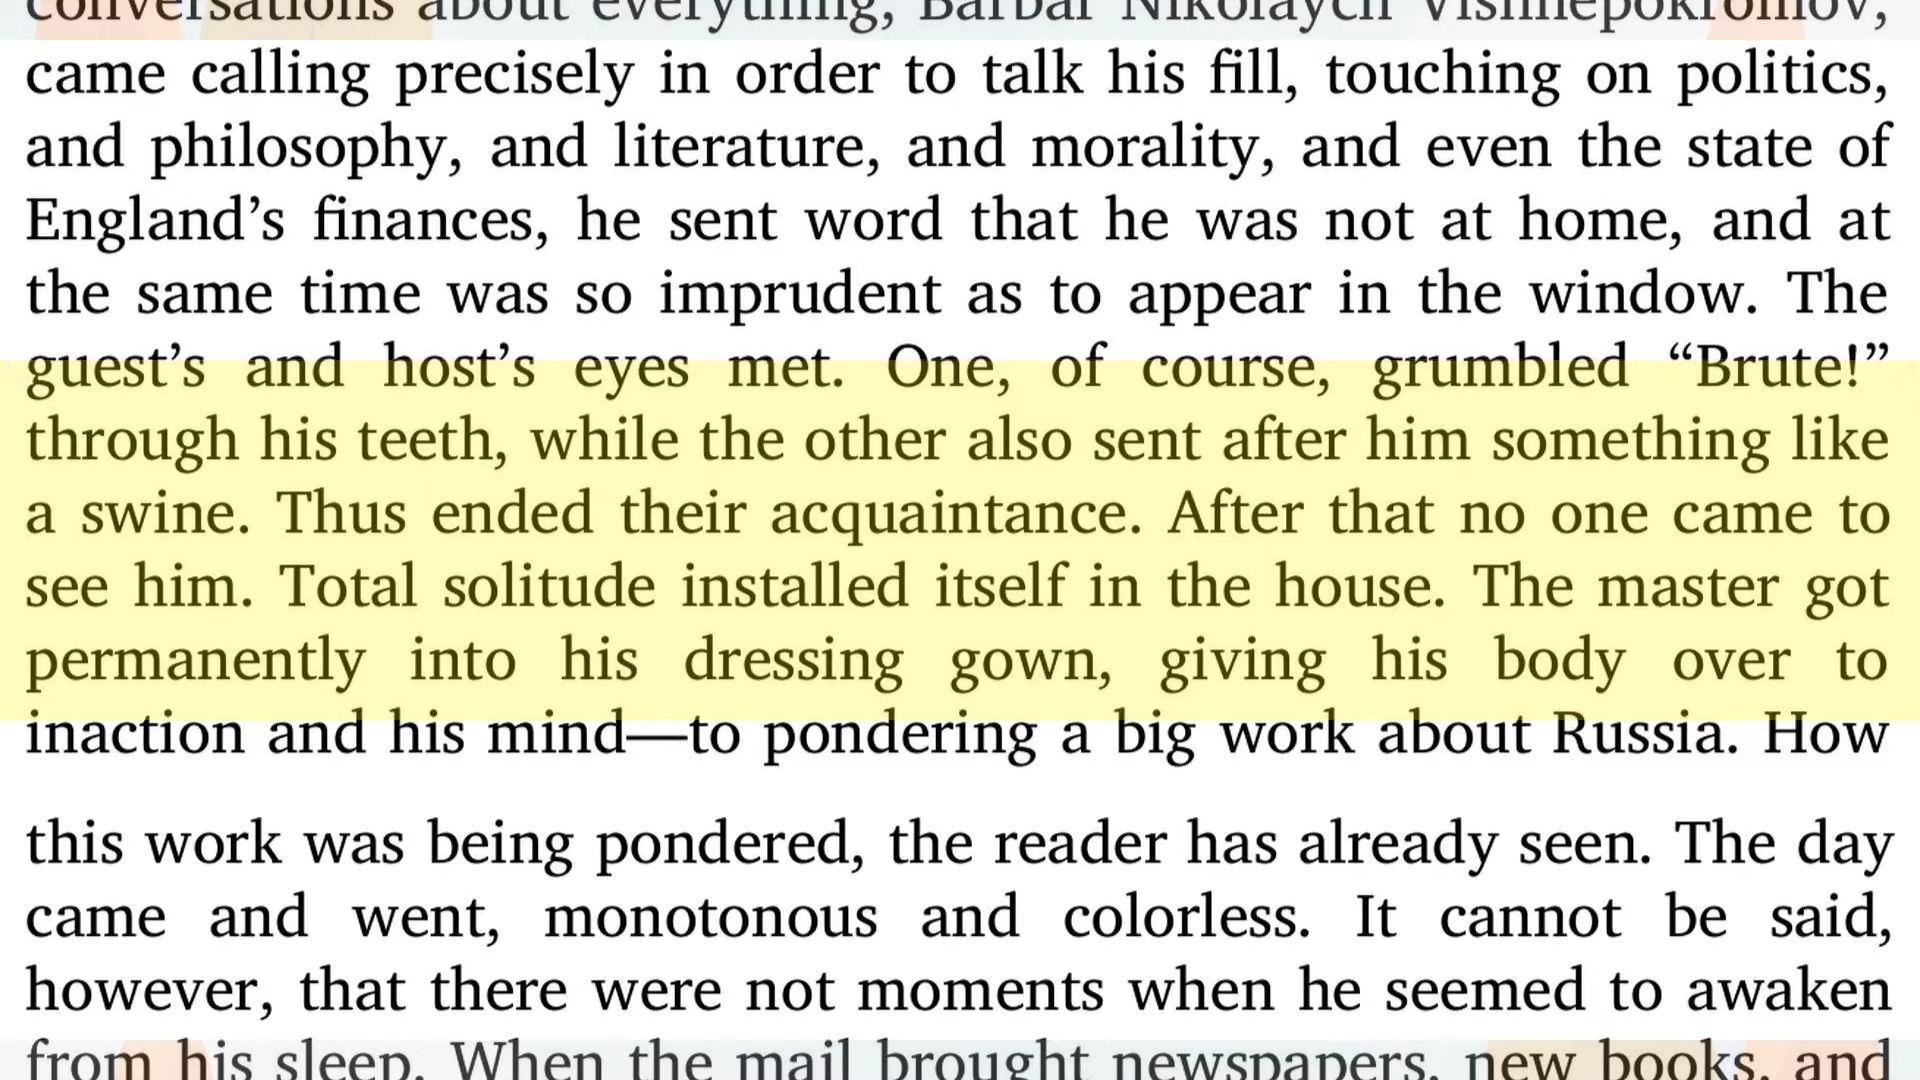 conversations about everything, Barbar Nikolaych Vishnepokromov,
came calling precisely in order to talk his fill, touching on politics,
and philosophy, and literature, and morality, and even the state of
England’s finances, he sent word that he was not at home, and at
the same time was so imprudent as to appear in the window. The
guest’s and host’s eyes met. One, of course, grumbled “Brute!”
through his teeth, while the other also sent after him something like
a swine. Thus ended their acquaintance. After that no one came to
see him. Total solitude installed itself in the house. The master got
permanently into his dressing gown, giving his body over to
inaction and his mind—to pondering a big work about Russia. How
this work was being pondered, the reader has already seen. The day
came and went, monotonous and colorless. It cannot be said,
however, that there were not moments when he seemed to awaken
from his sleep. When the mail brought newspapers, new books, and